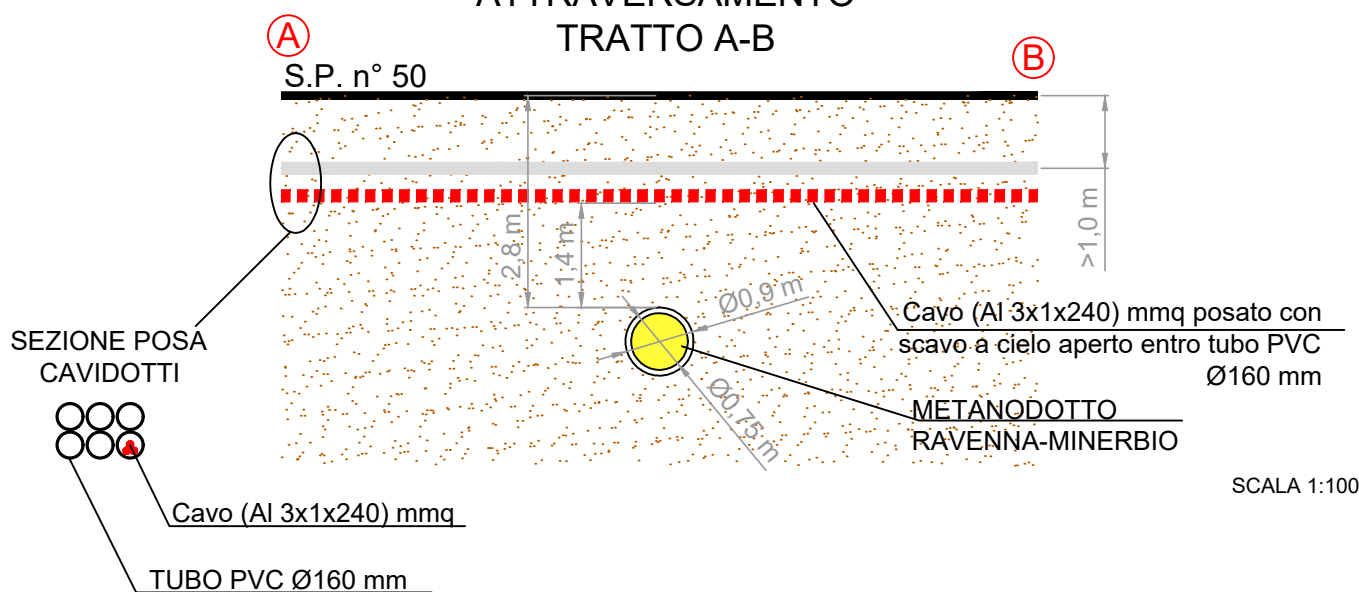 ATTRAVERSAMENTO
TRATTO A-B
A
B
S.P. n° 50
2,8 m
1,4 m
>1,0 m
Ø0,9 m
Ø0,75 m
Cavo (Al 3x1x240) mmq posato con
scavo a cielo aperto entro tubo PVC
Ø160 mm
METANODOTTO
RAVENNA-MINERBIO
SEZIONE POSA
CAVIDOTTI
SCALA 1:100
Cavo (Al 3x1x240) mmq
TUBO PVC Ø160 mm